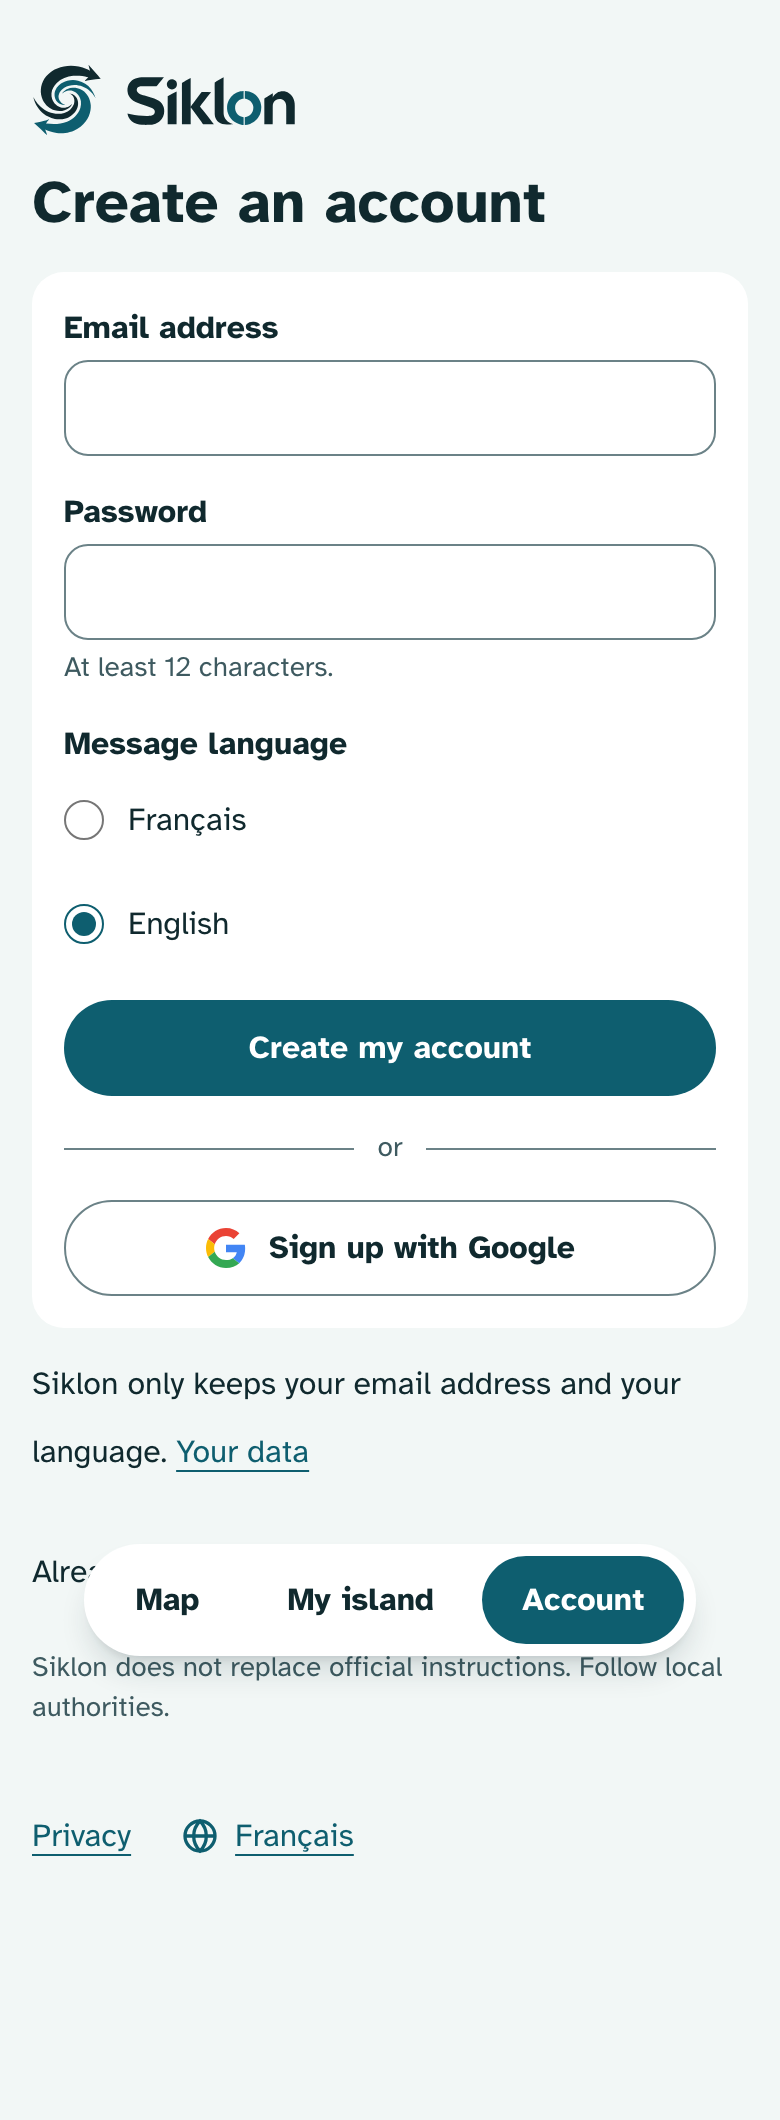 Siklon
Create an account
Email address
Password
At least 12 characters.
Message language
Français
English
Create my account
or
Sign up with Google
Siklon only keeps your email address and your
language. Your data
Map
My island
Account
Siklon does not replace official instructions. Follow local
authorities.
Privacy
Français